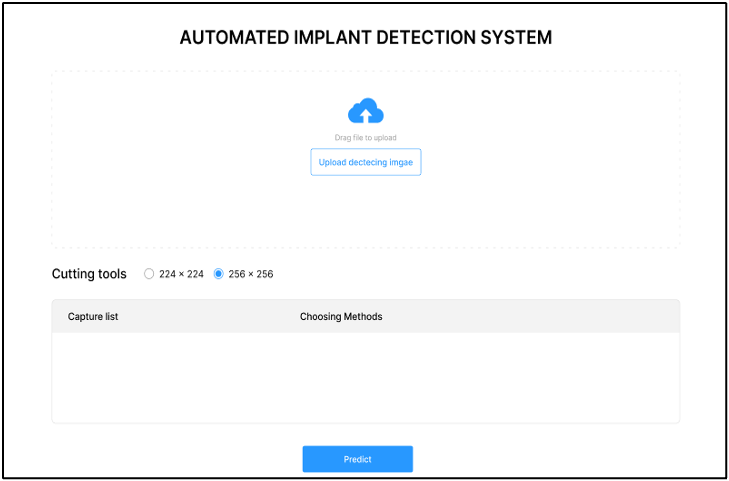 AUTOMATED IMPLANT DETECTION SYSTEM
Drag file to upload
Upload dectecing imgae
Cutting tools 224 × 224 256 × 256
Capture list Choosing Methods
Predict